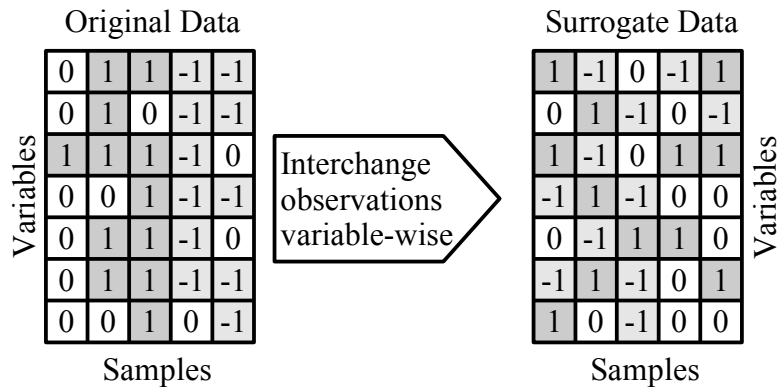 Original Data
Surrogate Data
0 1 1 -1 -1
0 1 0 -1 -1
1 1 1 -1 0
0 0 1 -1 -1
0 1 1 -1 0
0 1 1 -1 -1
0 0 1 0 -1
Variables
Samples
Interchange
observations
variable-wise
1 -1 0 -1 1
0 1 -1 0 -1
1 -1 0 1 1
-1 1 -1 0 0
0 -1 1 1 0
-1 1 -1 0 1
1 0 -1 0 0
Variables
Samples